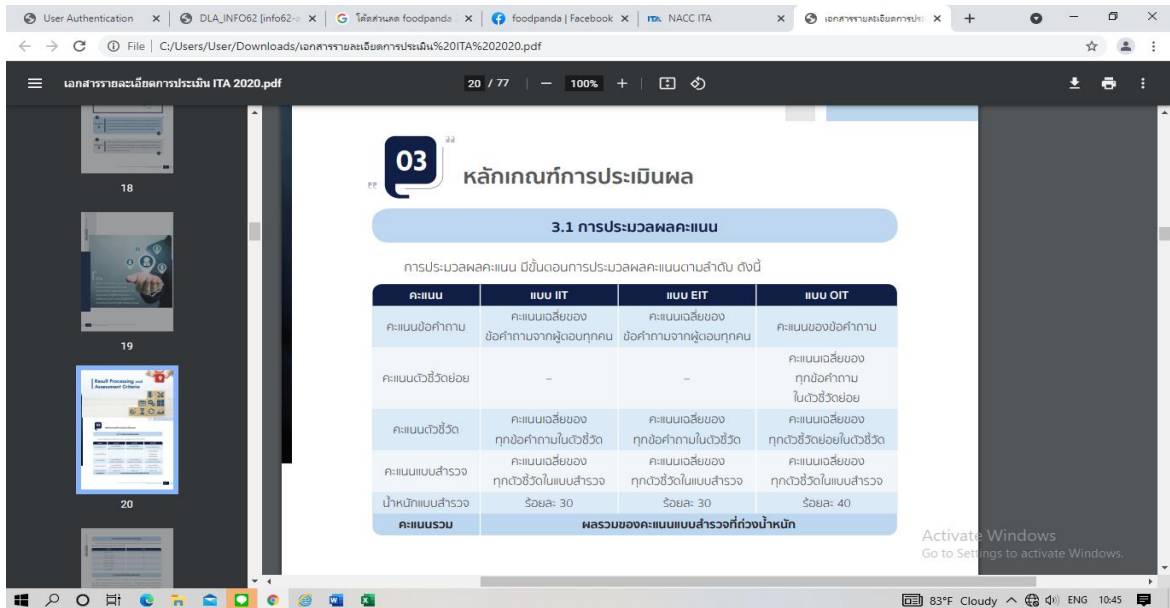 User Authentication
DLA_INFO62 [info62-
โค้ดส่วนลด foodpanda
foodpanda | Facebook
NACC ITA
เอกสารรายละเอียดการประเมิน
File | C:/Users/User/Downloads/เอกสารรายละเอียดการประเมิน%20ITA%202020.pdf
เอกสารรายละเอียดการประเมิน ITA 2020.pdf
20 / 77
100%
18
19
Result Processing and
Assessment Criteria
20
03
หลักเกณฑ์การประเมินผล
3.1 การประมวลผลคะแนน
การประมวลผลคะแนน มีขั้นตอนการประมวลผลคะแนนตามลำดับ ดังนี้
คะแนน แบบ IIT แบบ EIT แบบ OIT
คะแนนข้อคำถาม คะแนนเฉลี่ยของ คะแนนเฉลี่ยของ คะแนนของข้อคำถาม
ข้อคำถามจากผู้ตอบทุกคน ข้อคำถามจากผู้ตอบทุกคน
คะแนนตัวชี้วัดย่อย – – คะแนนเฉลี่ยของ
ทุกข้อคำถาม
ในตัวชี้วัดย่อย
คะแนนตัวชี้วัด คะแนนเฉลี่ยของ คะแนนเฉลี่ยของ คะแนนเฉลี่ยของ
ทุกข้อคำถามในตัวชี้วัด ทุกข้อคำถามในตัวชี้วัด ทุกตัวชี้วัดย่อยในตัวชี้วัด
คะแนนแบบสำรวจ คะแนนเฉลี่ยของ คะแนนเฉลี่ยของ คะแนนเฉลี่ยของ
ทุกตัวชี้วัดในแบบสำรวจ ทุกตัวชี้วัดในแบบสำรวจ ทุกตัวชี้วัดในแบบสำรวจ
น้ำหนักแบบสำรวจ ร้อยละ 30 ร้อยละ 30 ร้อยละ 40
คะแนนรวม ผลรวมของคะแนนแบบสำรวจที่ถ่วงน้ำหนัก
Activate Windows
Go to Settings to activate Windows.
83°F Cloudy ENG 10:45